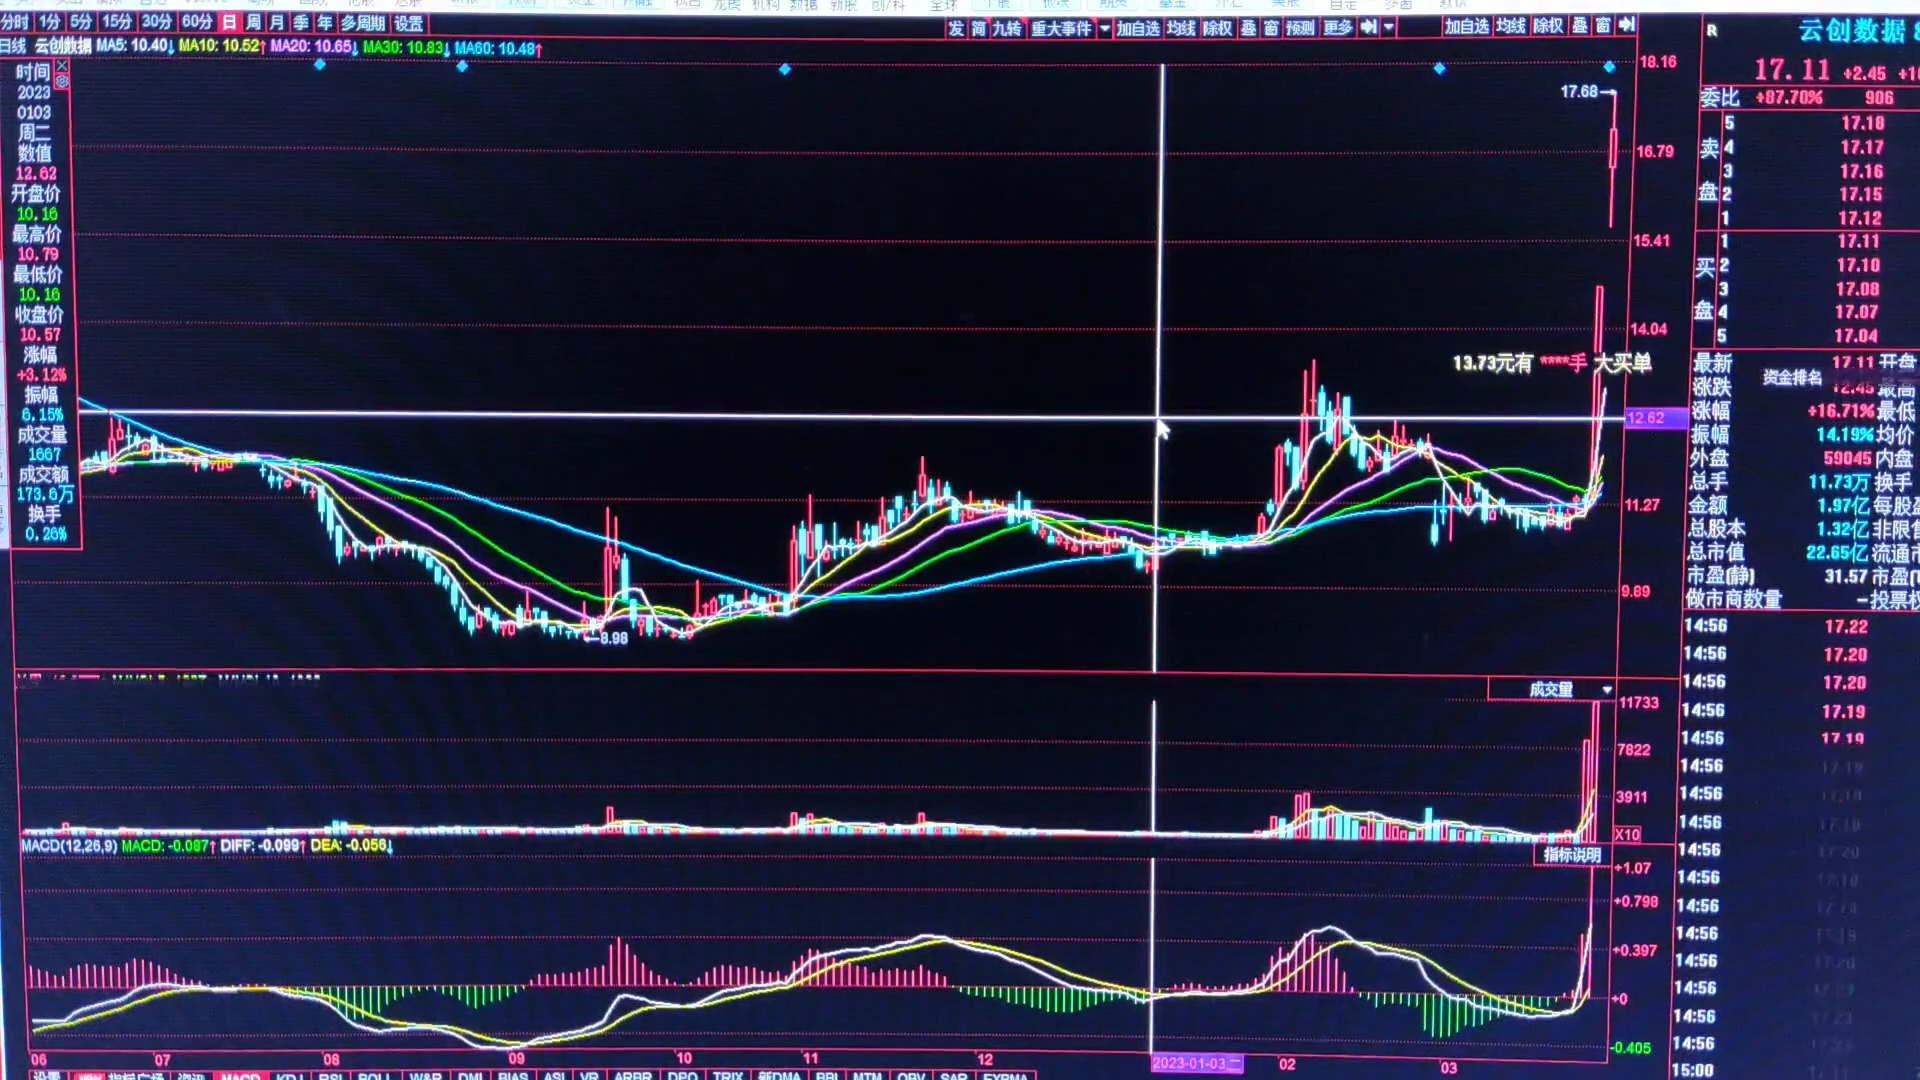 分时 1分 5分 15分 30分 60分 日 周 月 季 年 多周期 设置
发 简 九转 重大事件 加自选 均线 除权 叠 窗 预测 更多 加自选 均线 除权 叠 窗
R 云创数据
日线 云创数据 MA5: 10.40↓ MA10: 10.52↑ MA20: 10.65↓ MA30: 10.83↓ MA60: 10.48↑
时间
2023
0103
周二
数值
12.62
开盘价
10.16
最高价
10.79
最低价
10.16
收盘价
10.57
涨幅
+3.12%
振幅
6.15%
成交量
1667
成交额
173.6万
换手
0.26%
17.68→
13.73元有 ****手 大买单
←8.98
18.16
16.79
15.41
14.04
12.62
11.27
9.89
17.11 +2.45
委比 +87.70% 906
卖盘
5 17.18
4 17.17
3 17.16
2 17.15
1 17.12
买盘
1 17.11
2 17.10
3 17.08
4 17.07
5 17.04
最新 17.11 开盘
资金排名
涨跌 +2.45 最高
涨幅 +16.71% 最低
振幅 14.19% 均价
外盘 59045 内盘
总手 11.73万 换手
金额 1.97亿 每股
总股本 1.32亿 非限售
总市值 22.65亿 流通市
市盈(静) 31.57 市盈
做市商数量 - 投票权
14:56 17.22
14:56 17.20
14:56 17.20
14:56 17.19
14:56 17.19
14:56
14:56
14:56
14:56
14:56
14:56
14:56
14:56
14:56
14:56
14:56
15:00
成交量
11733
7822
3911
X10
MACD(12,26,9) MACD: -0.087↑ DIFF: -0.099↑ DEA: -0.056↓
指标说明
+1.07
+0.798
+0.397
+0
-0.405
06 07 08 09 10 11 12 2023-01-03 二 02 03
设置 指标广场 资讯 MACD KDJ RSI BOLL W&R DMI BIAS ASI VR ARBR DPO TRIX 新DMA BBI MTM OBV SAR EXPMA